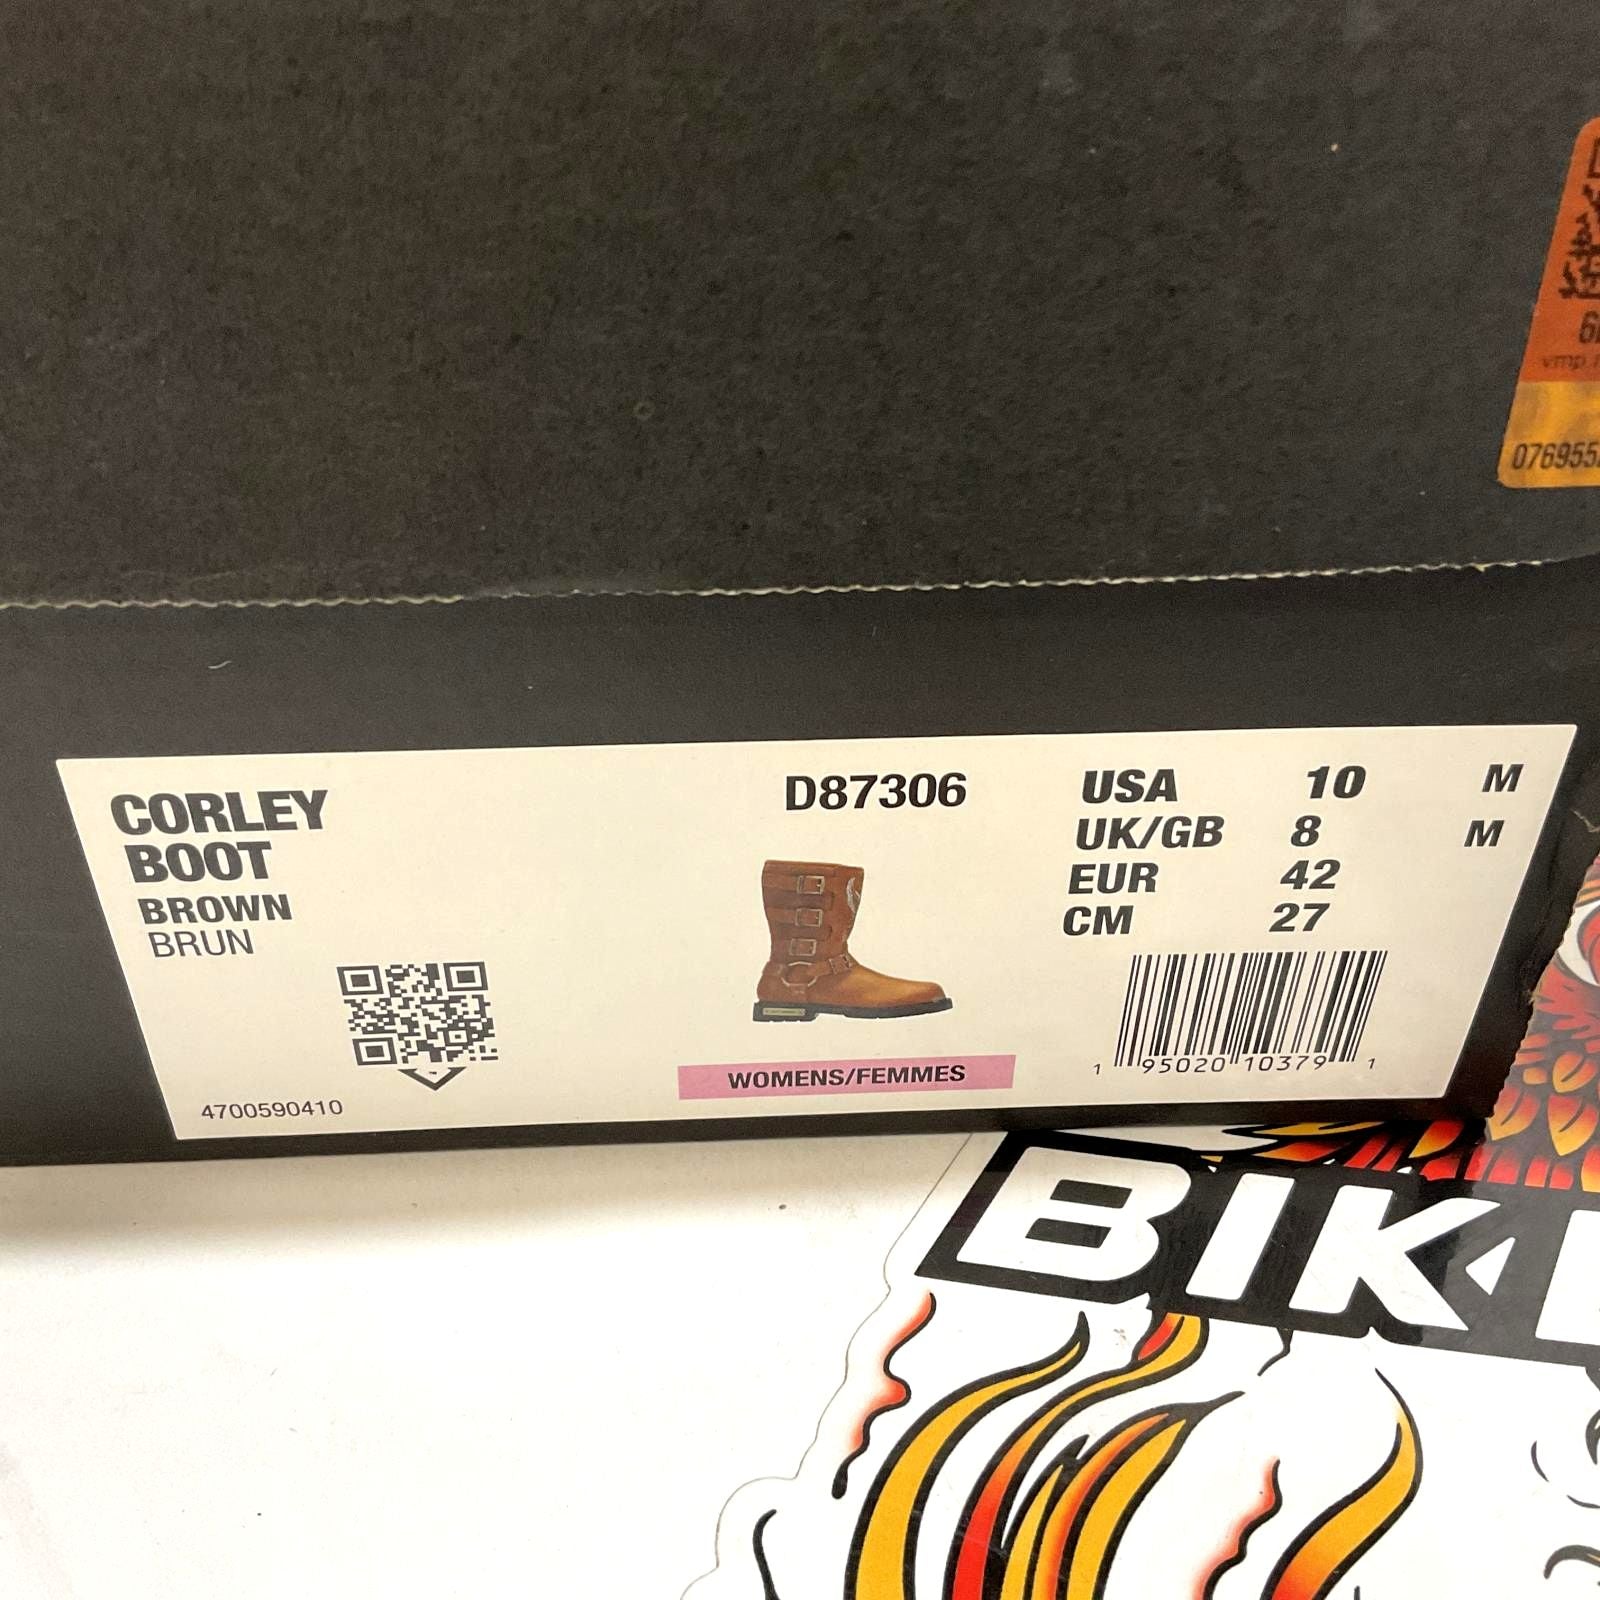 CORLEY
BOOT
BROWN
BRUN
4700590410
D87306
WOMENS/FEMMES
USA 10 M
UK/GB 8 M
EUR 42
CM 27
1 95020 10379 1